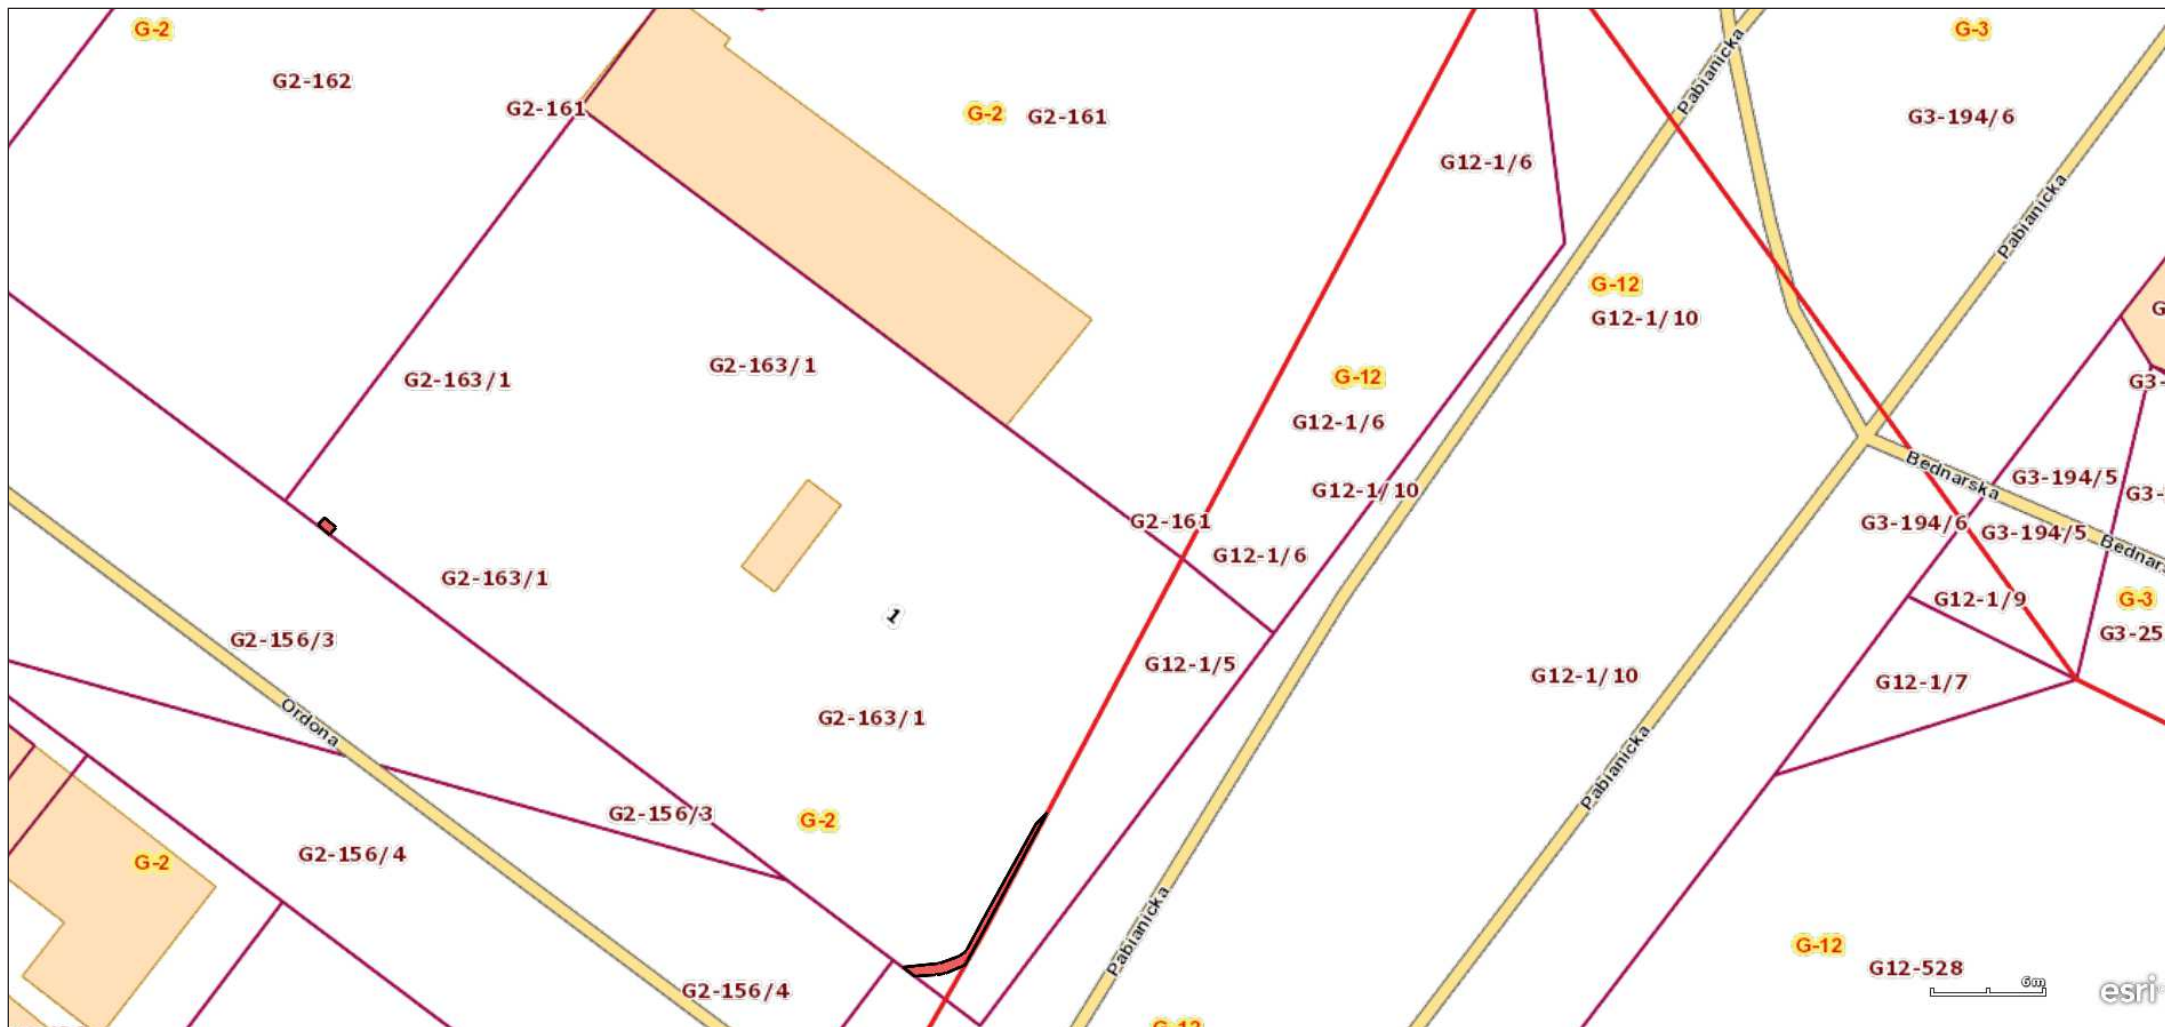 G-2
G-3
G2-162
G2-161
G-2
G2-161
G3-194/6
Pabianicka
G12-1/6
Pabianicka
G-12
G12-1/10
G2-163/1
G2-163/1
G-12
G3-
G12-1/6
Bednarska
G3-194/5
G12-1/10
G3-
G2-161
G3-194/6
G3-194/5
G12-1/6
G2-163/1
G12-1/9
G-3
1
G3-25
G2-156/3
G12-1/5
G12-1/10
G12-1/7
Ordona
G2-163/1
Pabianicka
G2-156/3
G-2
G2-156/4
G-2
Pabianicka
G-12
G12-528
6m
G2-156/4
esri